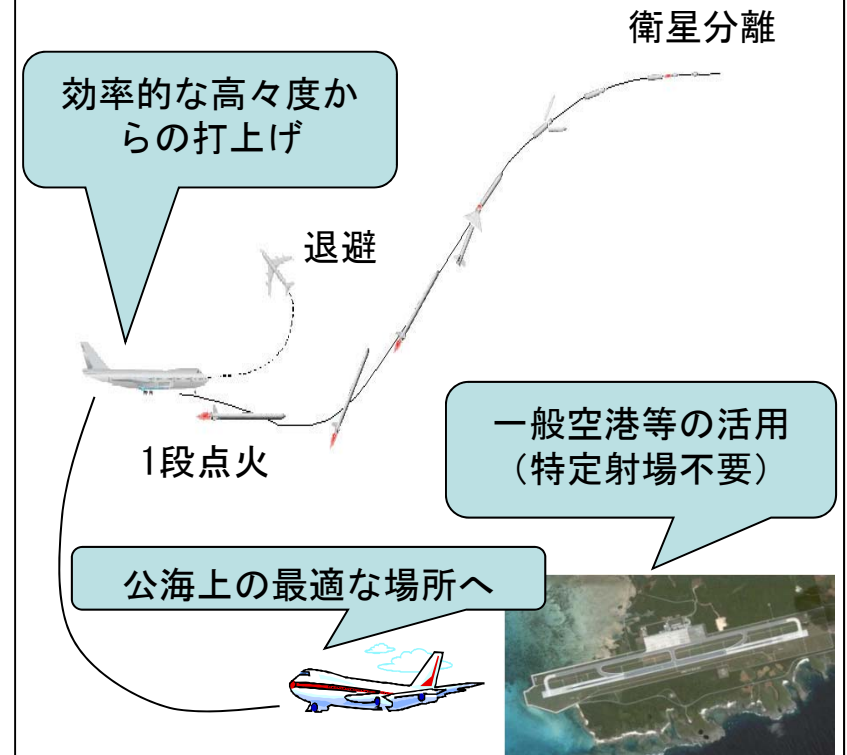 衛星分離
効率的な高々度か
らの打上げ
退避
1段点火
一般空港等の活用
（特定射場不要）
公海上の最適な場所へ